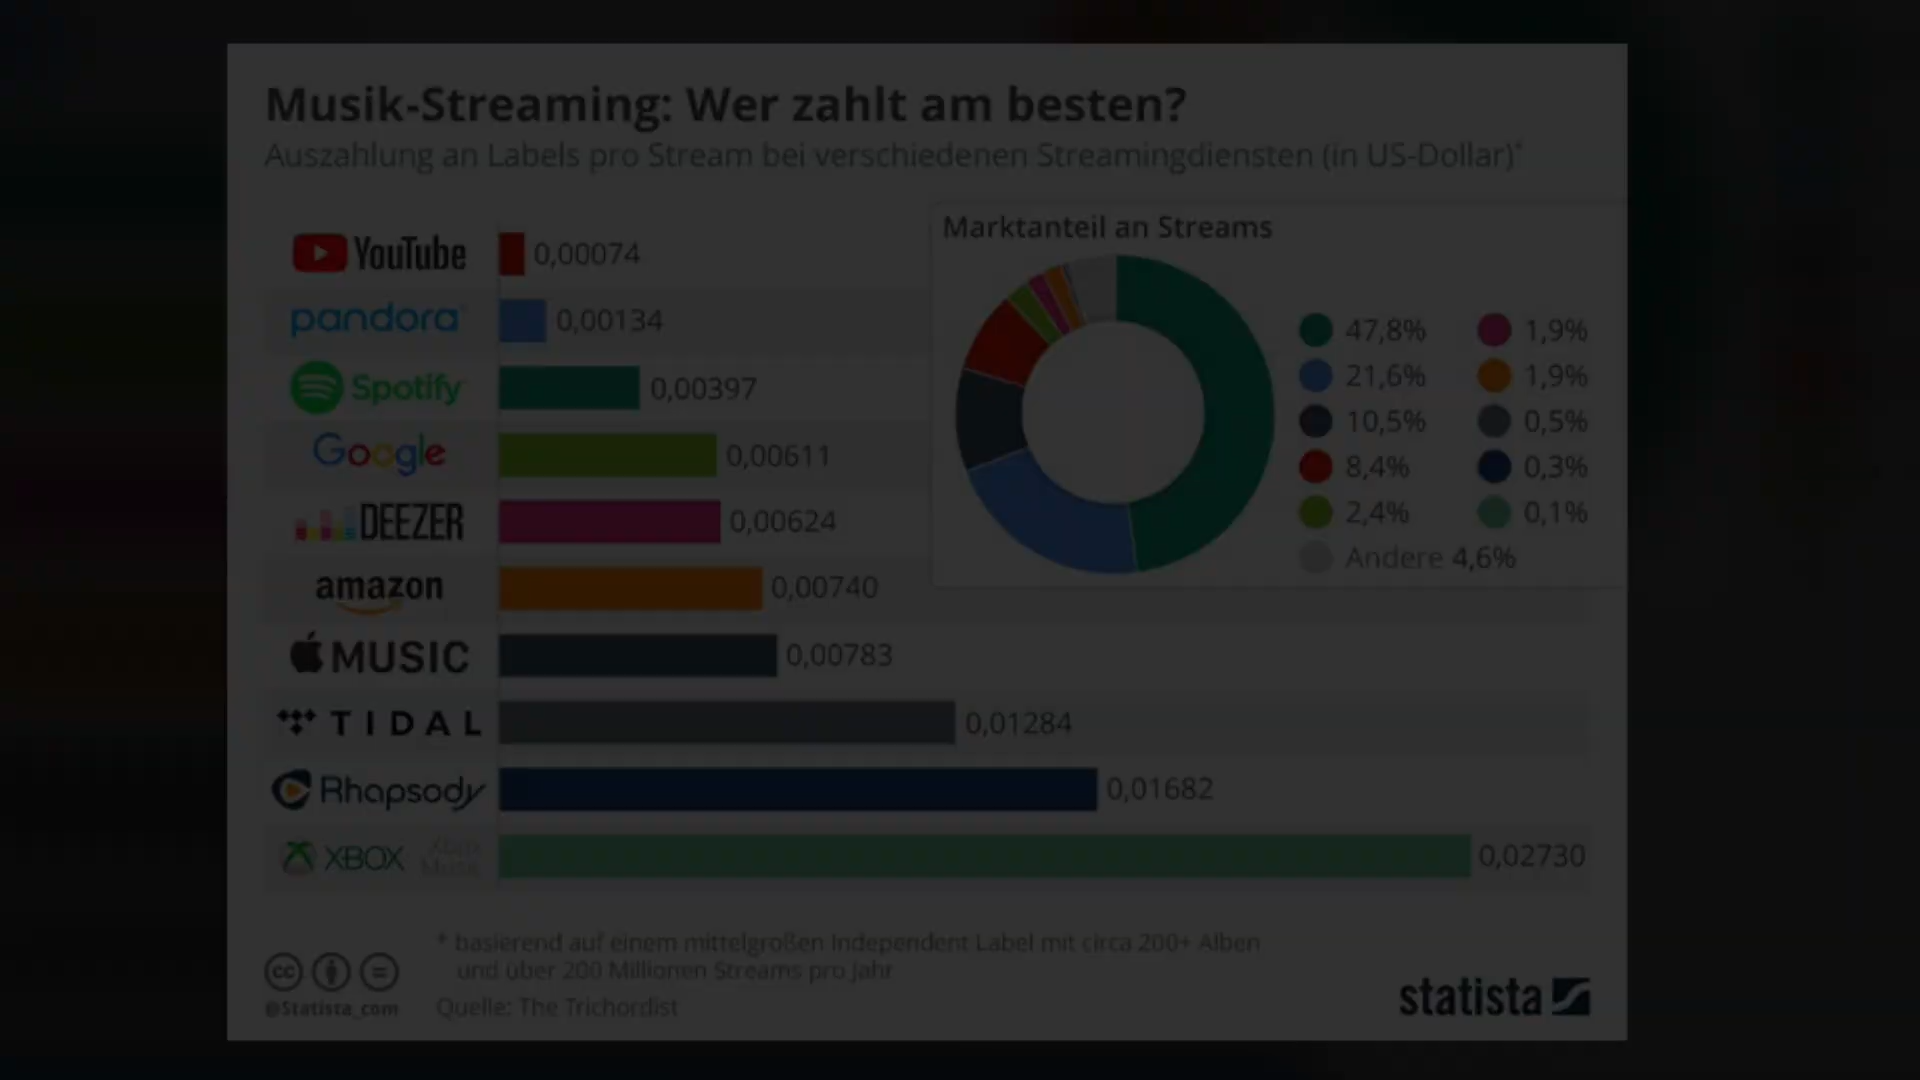 Musik-Streaming: Wer zahlt am besten?
Auszahlung an Labels pro Stream bei verschiedenen Streamingdiensten (in US-Dollar)*
Marktanteil an Streams
YouTube 0,00074
pandora 0,00134
Spotify 0,00397
Google 0,00611
DEEZER 0,00624
amazon 0,00740
MUSIC 0,00783
TIDAL 0,01284
Rhapsody 0,01682
XBOX Xbox Music 0,02730
47,8% 1,9%
21,6% 1,9%
10,5% 0,5%
8,4% 0,3%
2,4% 0,1%
Andere 4,6%
* basierend auf einem mittelgroßen Independent Label mit circa 200+ Alben
und über 200 Millionen Streams pro Jahr
Quelle: The Trichordist
cc
@Statista_com
statista